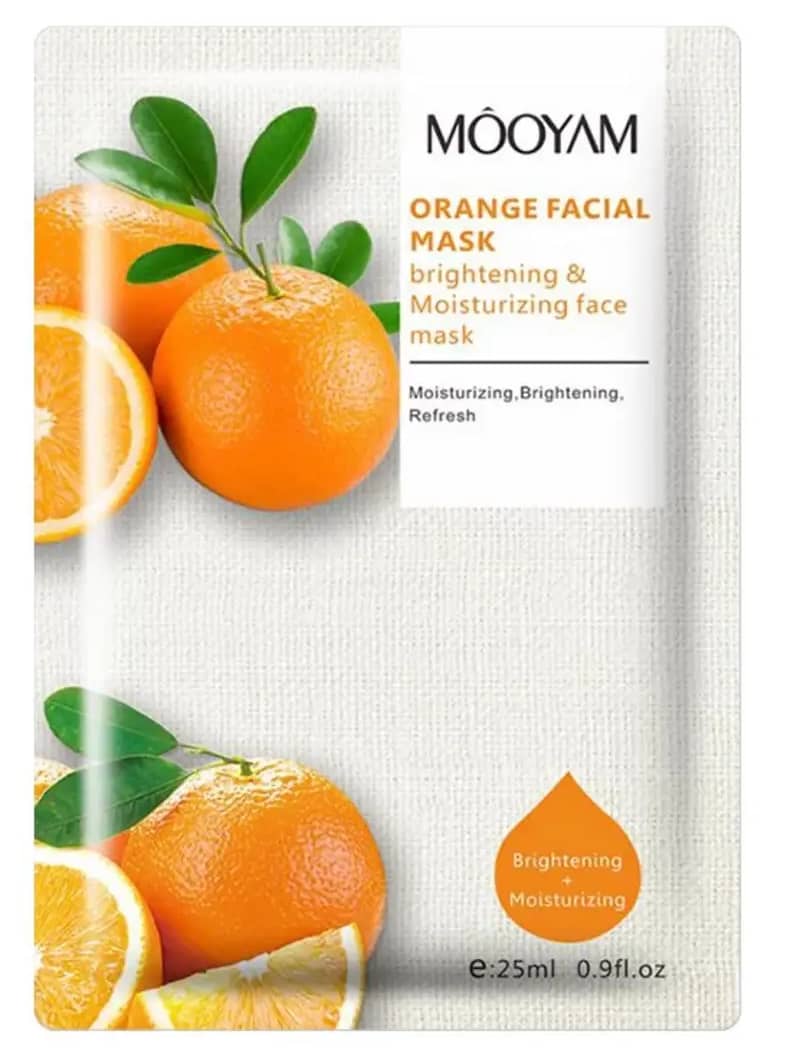 MÔOYAM
ORANGE FACIAL
MASK
brightening &
Moisturizing face
mask
Moisturizing,Brightening,
Refresh
Brightening
+
Moisturizing
e:25ml 0.9fl.oz